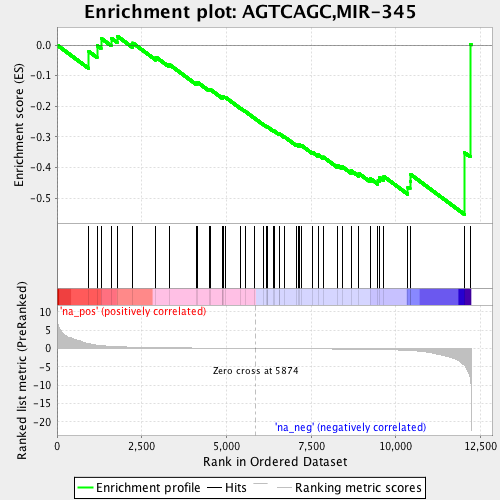 Enrichment plot: AGTCAGC,MIR-345
Enrichment score (ES)
0.0
-0.1
-0.2
-0.3
-0.4
-0.5
'na_pos' (positively correlated)
Ranked list metric (PreRanked)
10
5
0
-5
-10
-15
-20
Zero cross at 5874
'na_neg' (negatively correlated)
0
2,500
5,000
7,500
10,000
12,500
Rank in Ordered Dataset
Enrichment profile
Hits
Ranking metric scores